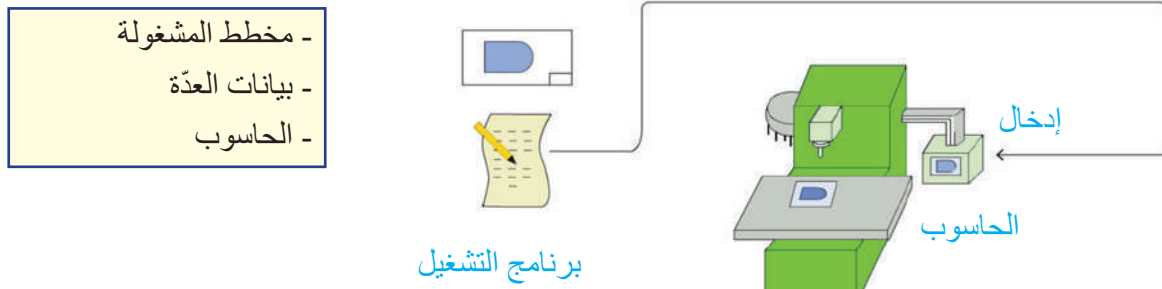 - مخطط المشغولة
- بيانات العدّة
- الحاسوب
إدخال
الحاسوب
برنامج التشغيل